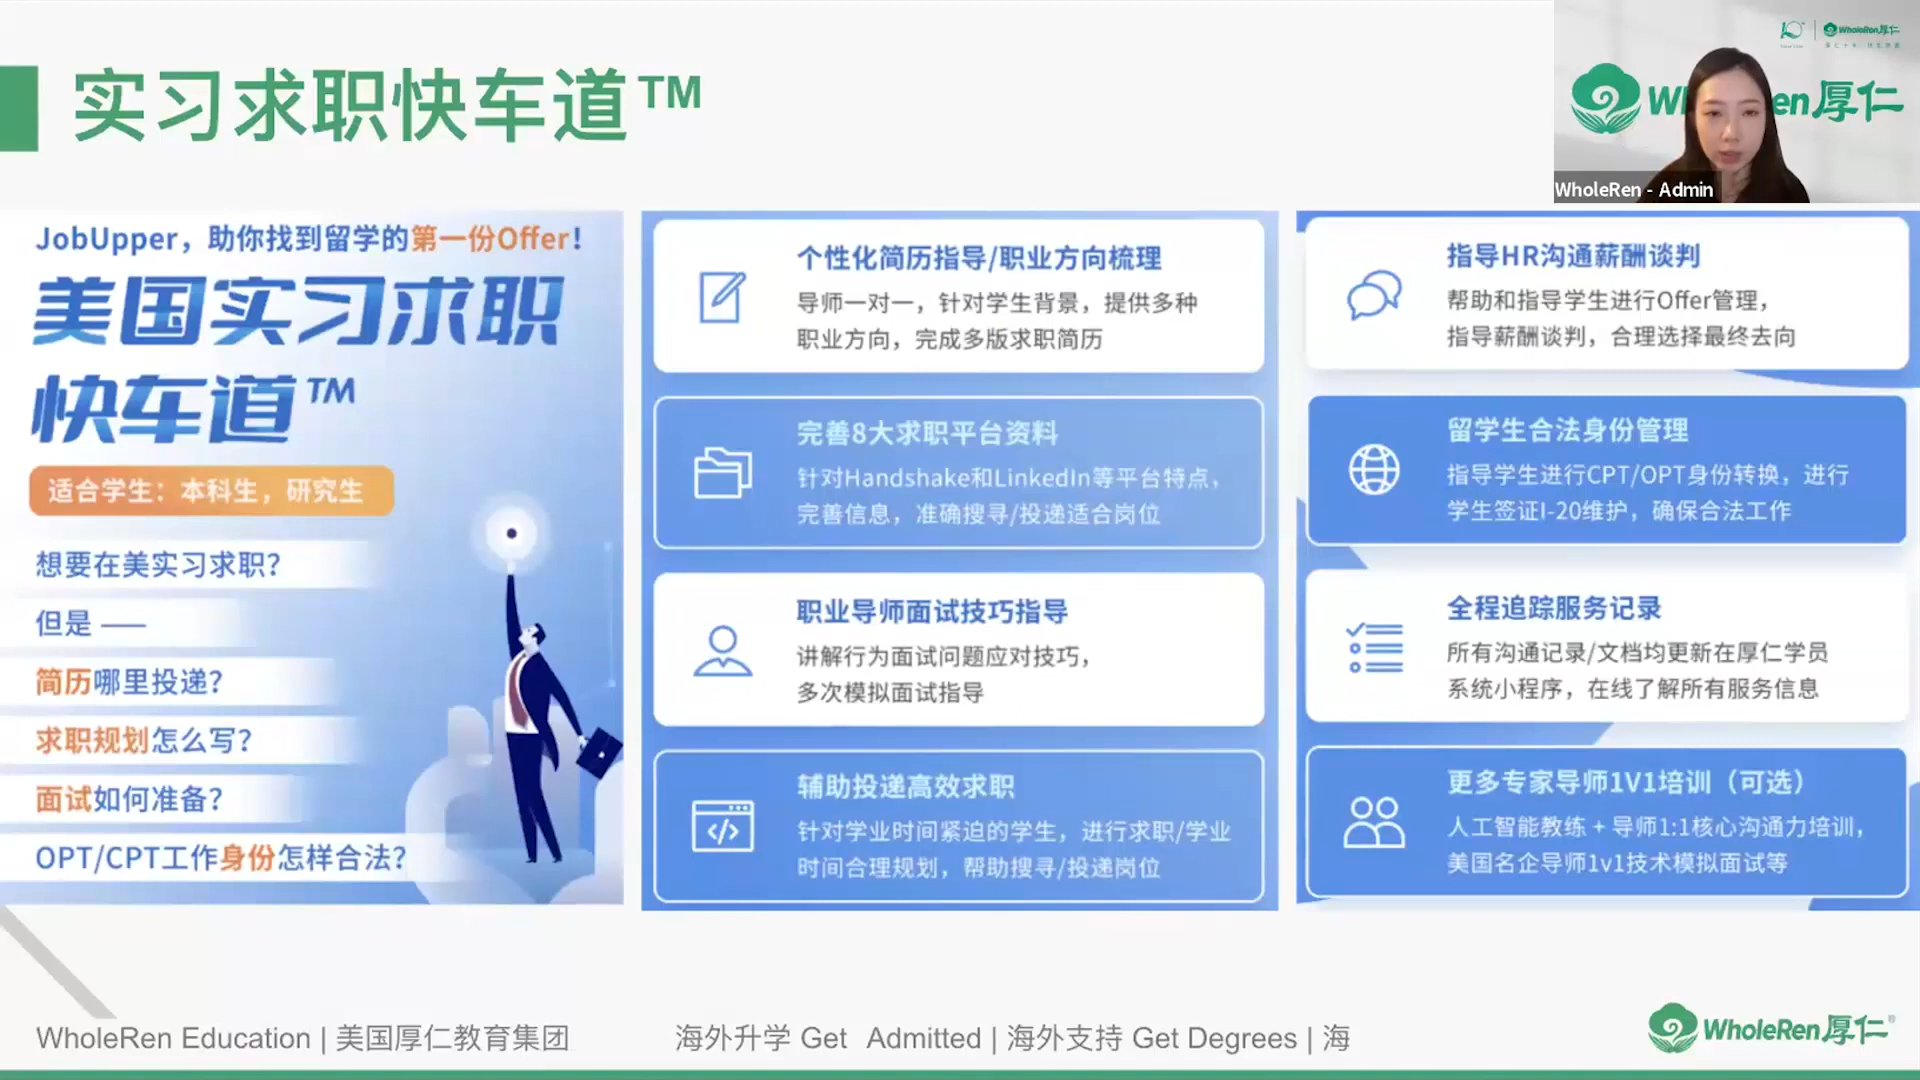 实习求职快车道™
WholeRen厚仁
WholeRen厚仁
WholeRen - Admin
JobUpper，助你找到留学的第一份Offer！
美国实习求职
快车道™
适合学生：本科生，研究生
想要在美实习求职？
但是 ——
简历哪里投递？
求职规划怎么写？
面试如何准备？
OPT/CPT工作身份怎样合法？
个性化简历指导/职业方向梳理
导师一对一，针对学生背景，提供多种
职业方向，完成多版求职简历
完善8大求职平台资料
针对Handshake和LinkedIn等平台特点，
完善信息，准确搜寻/投递适合岗位
职业导师面试技巧指导
讲解行为面试问题应对技巧，
多次模拟面试指导
辅助投递高效求职
针对学业时间紧迫的学生，进行求职/学业
时间合理规划，帮助搜寻/投递岗位
指导HR沟通薪酬谈判
帮助和指导学生进行Offer管理，
指导薪酬谈判，合理选择最终去向
留学生合法身份管理
指导学生进行CPT/OPT身份转换，进行
学生签证I-20维护，确保合法工作
全程追踪服务记录
所有沟通记录/文档均更新在厚仁学员
系统小程序，在线了解所有服务信息
更多专家导师1V1培训（可选）
人工智能教练 + 导师1:1核心沟通力培训，
美国名企导师1v1技术模拟面试等
WholeRen Education | 美国厚仁教育集团
海外升学 Get Admitted | 海外支持 Get Degrees | 海
WholeRen厚仁®